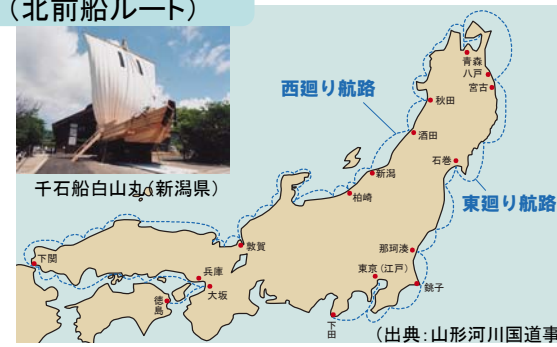 (北前船ルート)
千石船白山丸(新潟県)
西廻り航路
東廻り航路
青森
八戸
宮古
秋田
酒田
石巻
新潟
柏崎
那珂湊
敦賀
東京(江戸)
銚子
下関
兵庫
大坂
徳島
下田
(出典:山形河川国道事